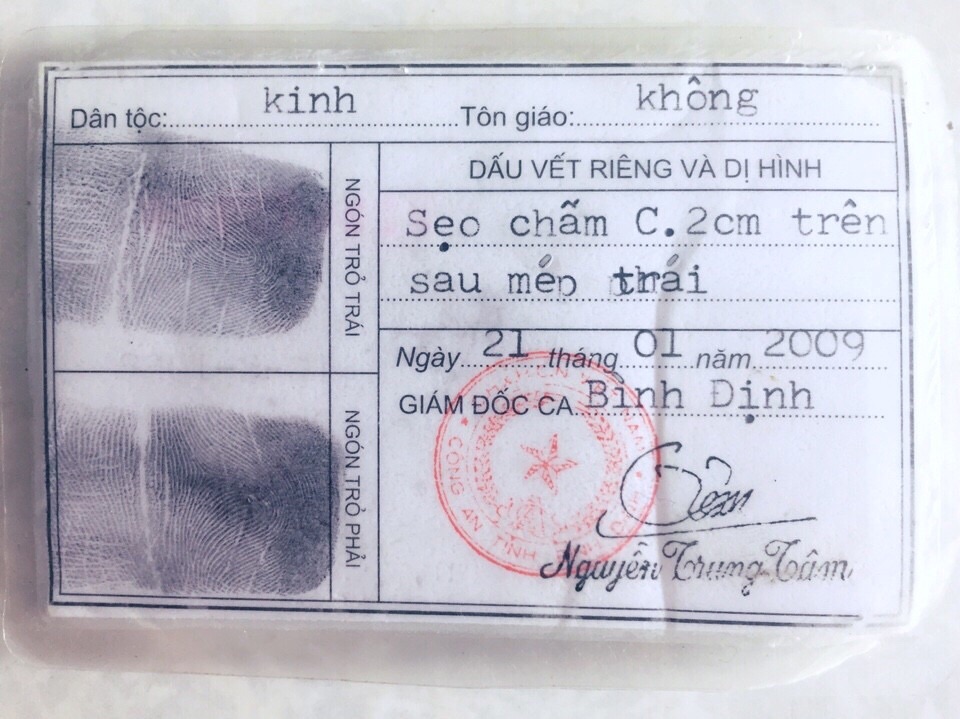 Dân tộc: kinh Tôn giáo: không
NGÓN TRỎ TRÁI
DẤU VẾT RIÊNG VÀ DỊ HÌNH
Sẹo chấm C.2cm trên
sau mép trái
Ngày 21 tháng 01 năm 2009
GIÁM ĐỐC CA. Bình Định
NGÓN TRỎ PHẢI
CÔNG AN TỈNH
Nguyễn Trung Tâm